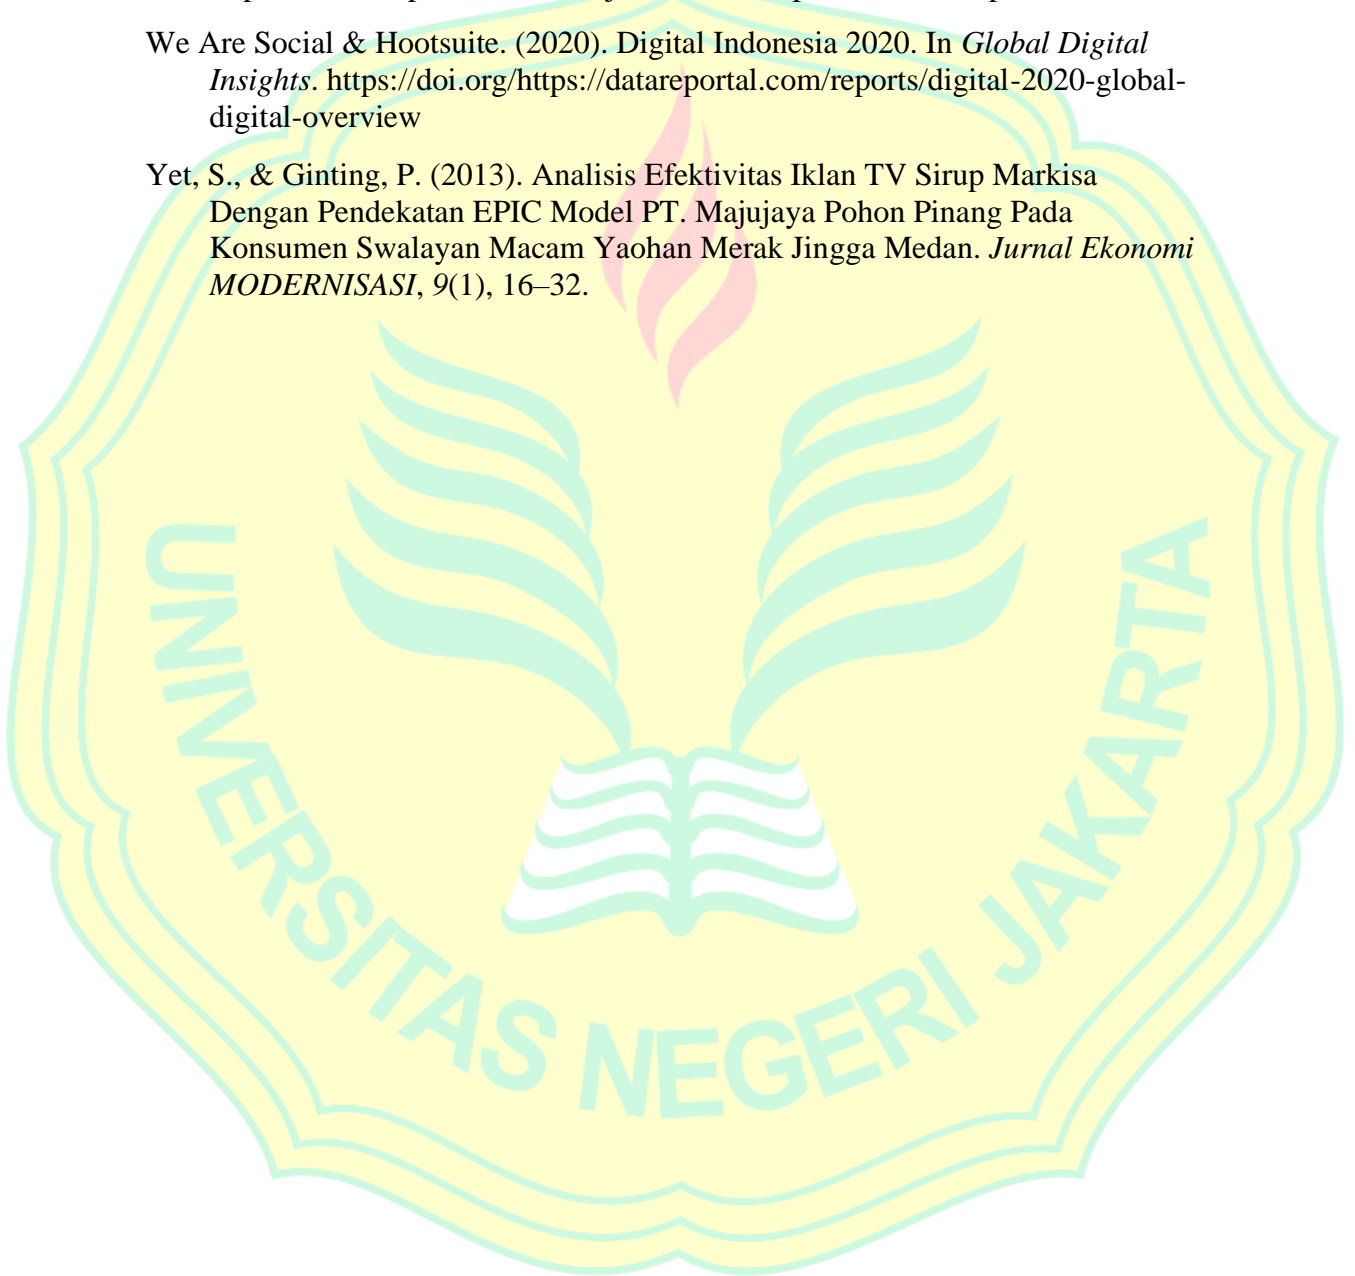 We Are Social & Hootsuite. (2020). Digital Indonesia 2020. In Global Digital
Insights. https://doi.org/https://datareportal.com/reports/digital-2020-global-
digital-overview
Yet, S., & Ginting, P. (2013). Analisis Efektivitas Iklan TV Sirup Markisa
Dengan Pendekatan EPIC Model PT. Majujaya Pohon Pinang Pada
Konsumen Swalayan Macam Yaohan Merak Jingga Medan. Jurnal Ekonomi
MODERNISASI, 9(1), 16–32.
UNIVERSITAS NEGERI JAKARTA